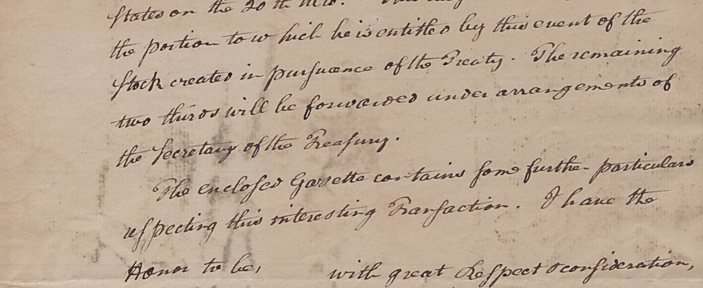 States on the 20th
the portion to which he is entitled by this event of the
Stock created in pursuance of the Treaty. The remaining
two thirds will be forwarded under arrangements of
the Secretary of the Treasury.
The enclosed Gazette contains some further particulars
respecting this interesting Transaction. I have the
Honor to be, with great Respect & consideration,